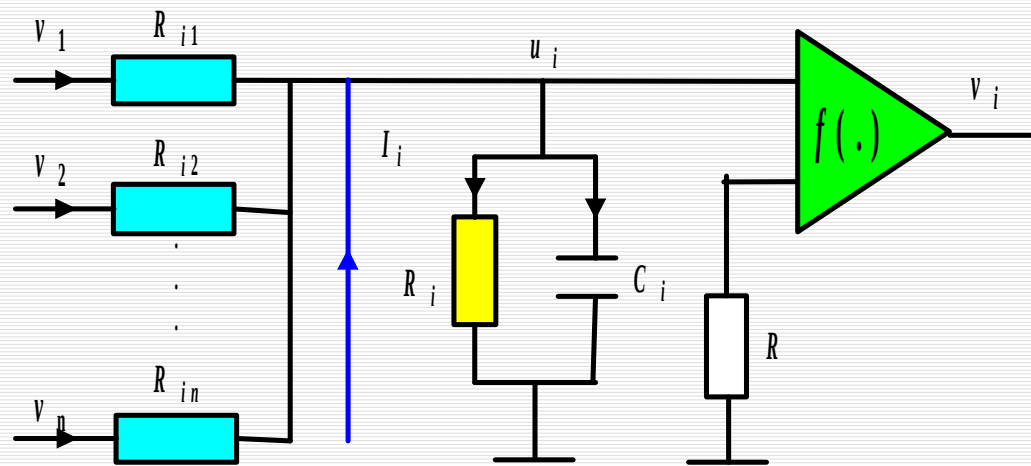 v 1
R i1
u i
v i
I i
f(.)
v 2
R i2
.
.
.
R i
C i
R
R in
v n